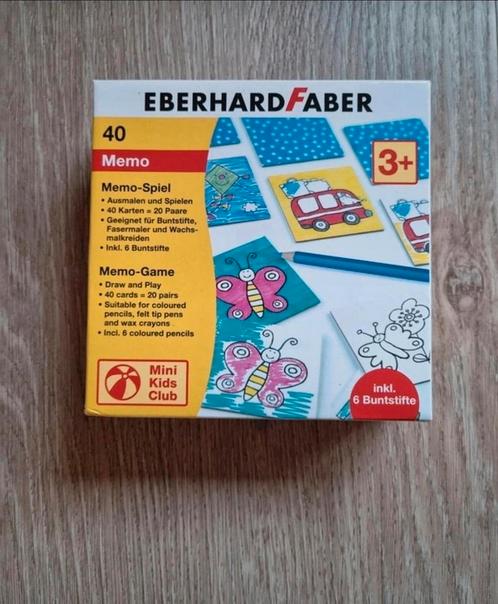 EBERHARDFABER
40
Memo
3+
Memo-Spiel
• Ausmalen und Spielen
• 40 Karten = 20 Paare
• Geeignet für Buntstifte,
Fasermaler und Wachs-
malkreiden
• Inkl. 6 Buntstifte
Memo-Game
• Draw and Play
• 40 cards = 20 pairs
• Suitable for coloured
pencils, felt tip pens
and wax crayons
• Incl. 6 coloured pencils
Mini
Kids
Club
inkl.
6 Buntstifte